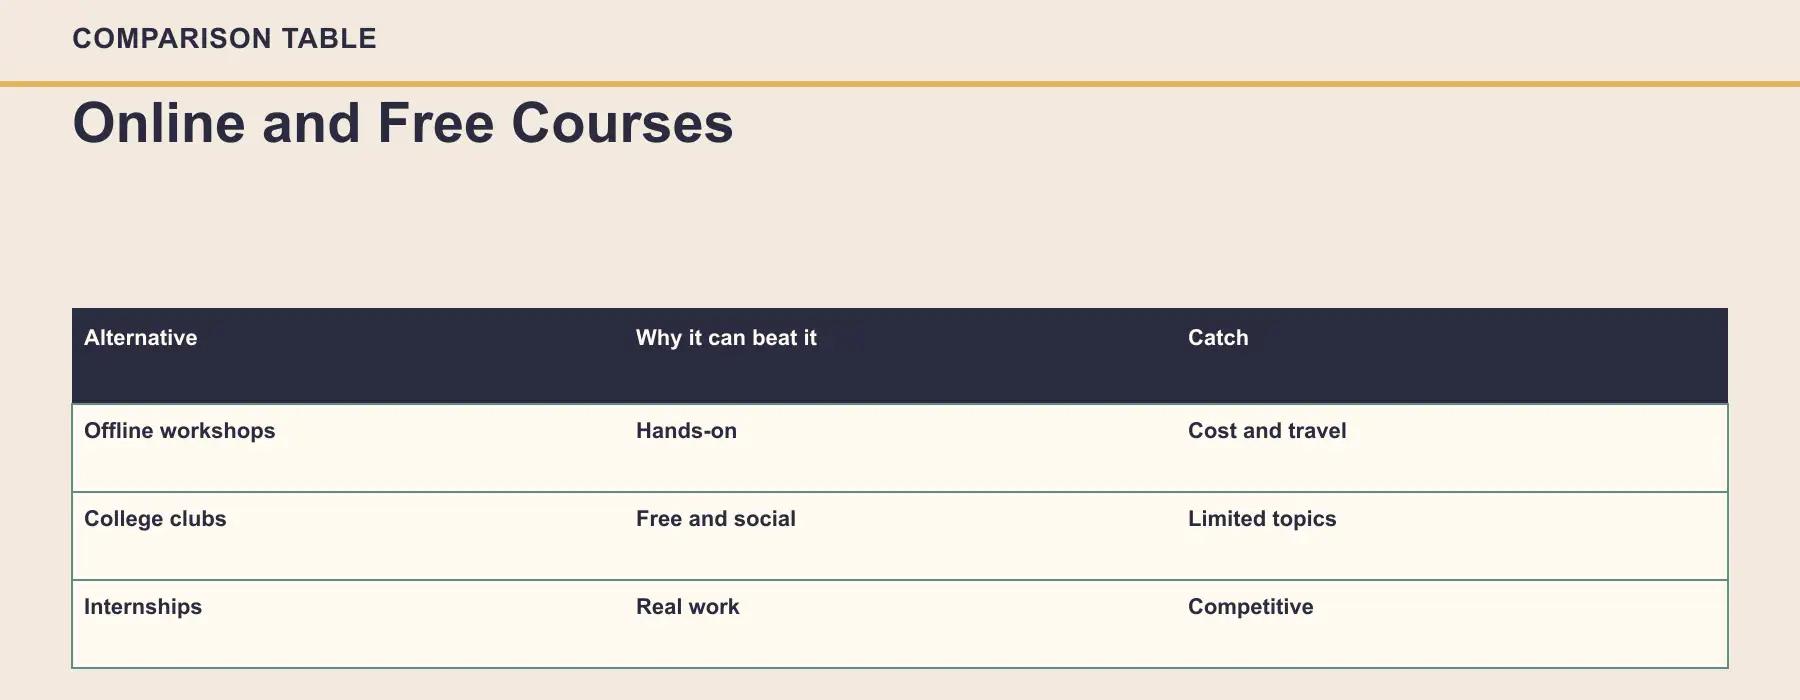 COMPARISON TABLE
Online and Free Courses
Alternative Why it can beat it Catch
Offline workshops Hands-on Cost and travel
College clubs Free and social Limited topics
Internships Real work Competitive